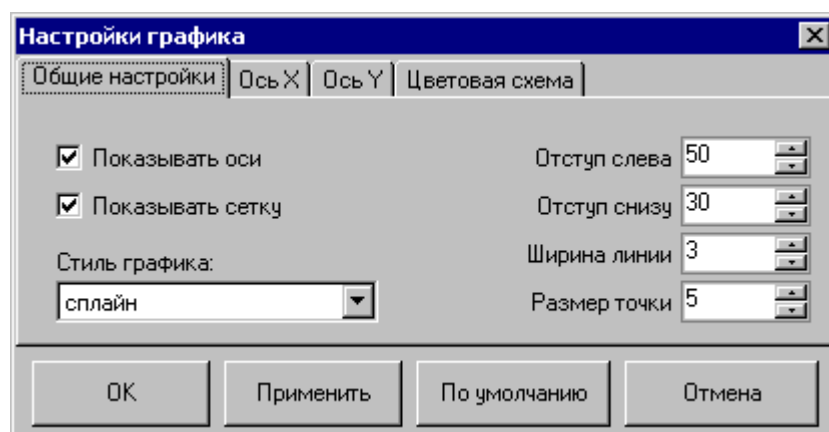 Настройки графика
Общие настройки Ось X Ось Y Цветовая схема
Показывать оси
Отступ слева 50
Показывать сетку
Отступ снизу 30
Стиль графика:
Ширина линии 3
сплайн
Размер точки 5
OK Применить По умолчанию Отмена